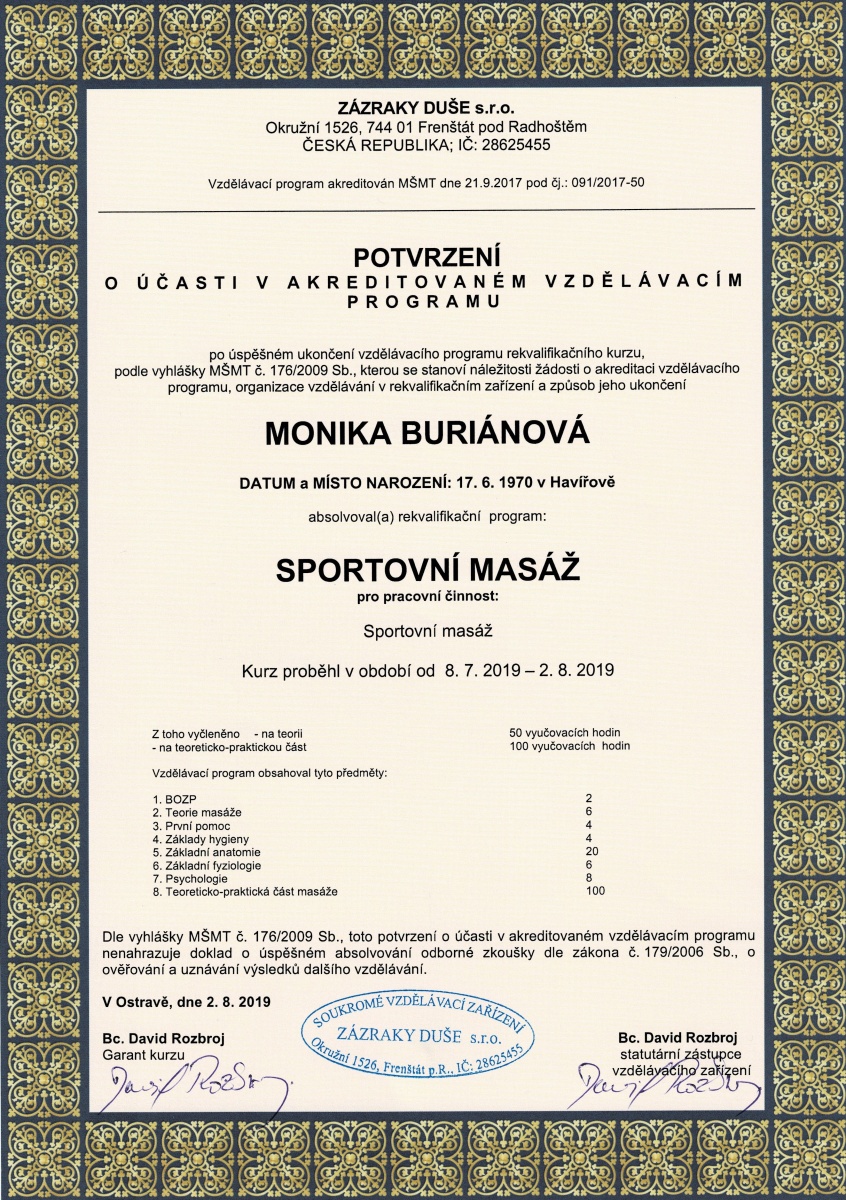 ZÁZRAKY DUŠE s.r.o.
Okružní 1526, 744 01 Frenštát pod Radhoštěm
ČESKÁ REPUBLIKA; IČ: 28625455
Vzdělávací program akreditován MŠMT dne 21.9.2017 pod čj.: 091/2017-50
POTVRZENÍ
O ÚČASTI V AKREDITOVANÉM VZDĚLÁVACÍM
PROGRAMU
po úspěšném ukončení vzdělávacího programu rekvalifikačního kurzu,
podle vyhlášky MŠMT č. 176/2009 Sb., kterou se stanoví náležitosti žádosti o akreditaci vzdělávacího
programu, organizace vzdělávání v rekvalifikačním zařízení a způsob jeho ukončení
MONIKA BURIÁNOVÁ
DATUM a MÍSTO NAROZENÍ: 17. 6. 1970 v Havířově
absolvoval(a) rekvalifikační program:
SPORTOVNÍ MASÁŽ
pro pracovní činnost:
Sportovní masáž
Kurz proběhl v období od 8. 7. 2019 – 2. 8. 2019
Z toho vyčleněno - na teorii 50 vyučovacích hodin
- na teoreticko-praktickou část 100 vyučovacích hodin
Vzdělávací program obsahoval tyto předměty:
1. BOZP 2
2. Teorie masáže 6
3. První pomoc 4
4. Základy hygieny 4
5. Základní anatomie 20
6. Základní fyziologie 6
7. Psychologie 8
8. Teoreticko-praktická část masáže 100
Dle vyhlášky MŠMT č. 176/2009 Sb., toto potvrzení o účasti v akreditovaném vzdělávacím programu
nenahrazuje doklad o úspěšném absolvování odborné zkoušky dle zákona č. 179/2006 Sb., o
ověřování a uznávání výsledků dalšího vzdělávání.
V Ostravě, dne 2. 8. 2019
SOUKROMÉ VZDĚLÁVACÍ ZAŘÍZENÍ
ZÁZRAKY DUŠE s.r.o.
Okružní 1526, Frenštát p.R., IČ: 28625455
Bc. David Rozbroj
Garant kurzu
David Rozbroj
Bc. David Rozbroj
statutární zástupce
vzdělávacího zařízení
David Rozbroj